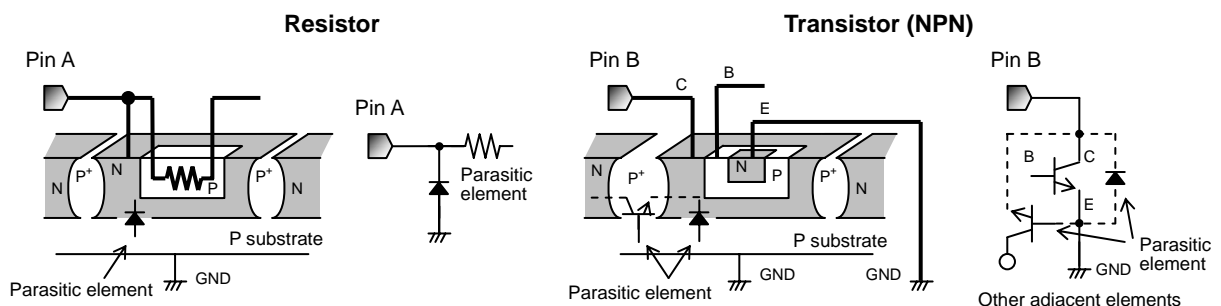 Resistor
Transistor (NPN)
Pin A
Pin A
N
P+
N
P
P+
N
Parasitic
element
P substrate
GND
Parasitic element
Pin B
C
B
E
N
P+
N
P
P+
N
P substrate
GND
GND
Parasitic element
Pin B
B
C
E
GND
Parasitic
element
Other adjacent elements